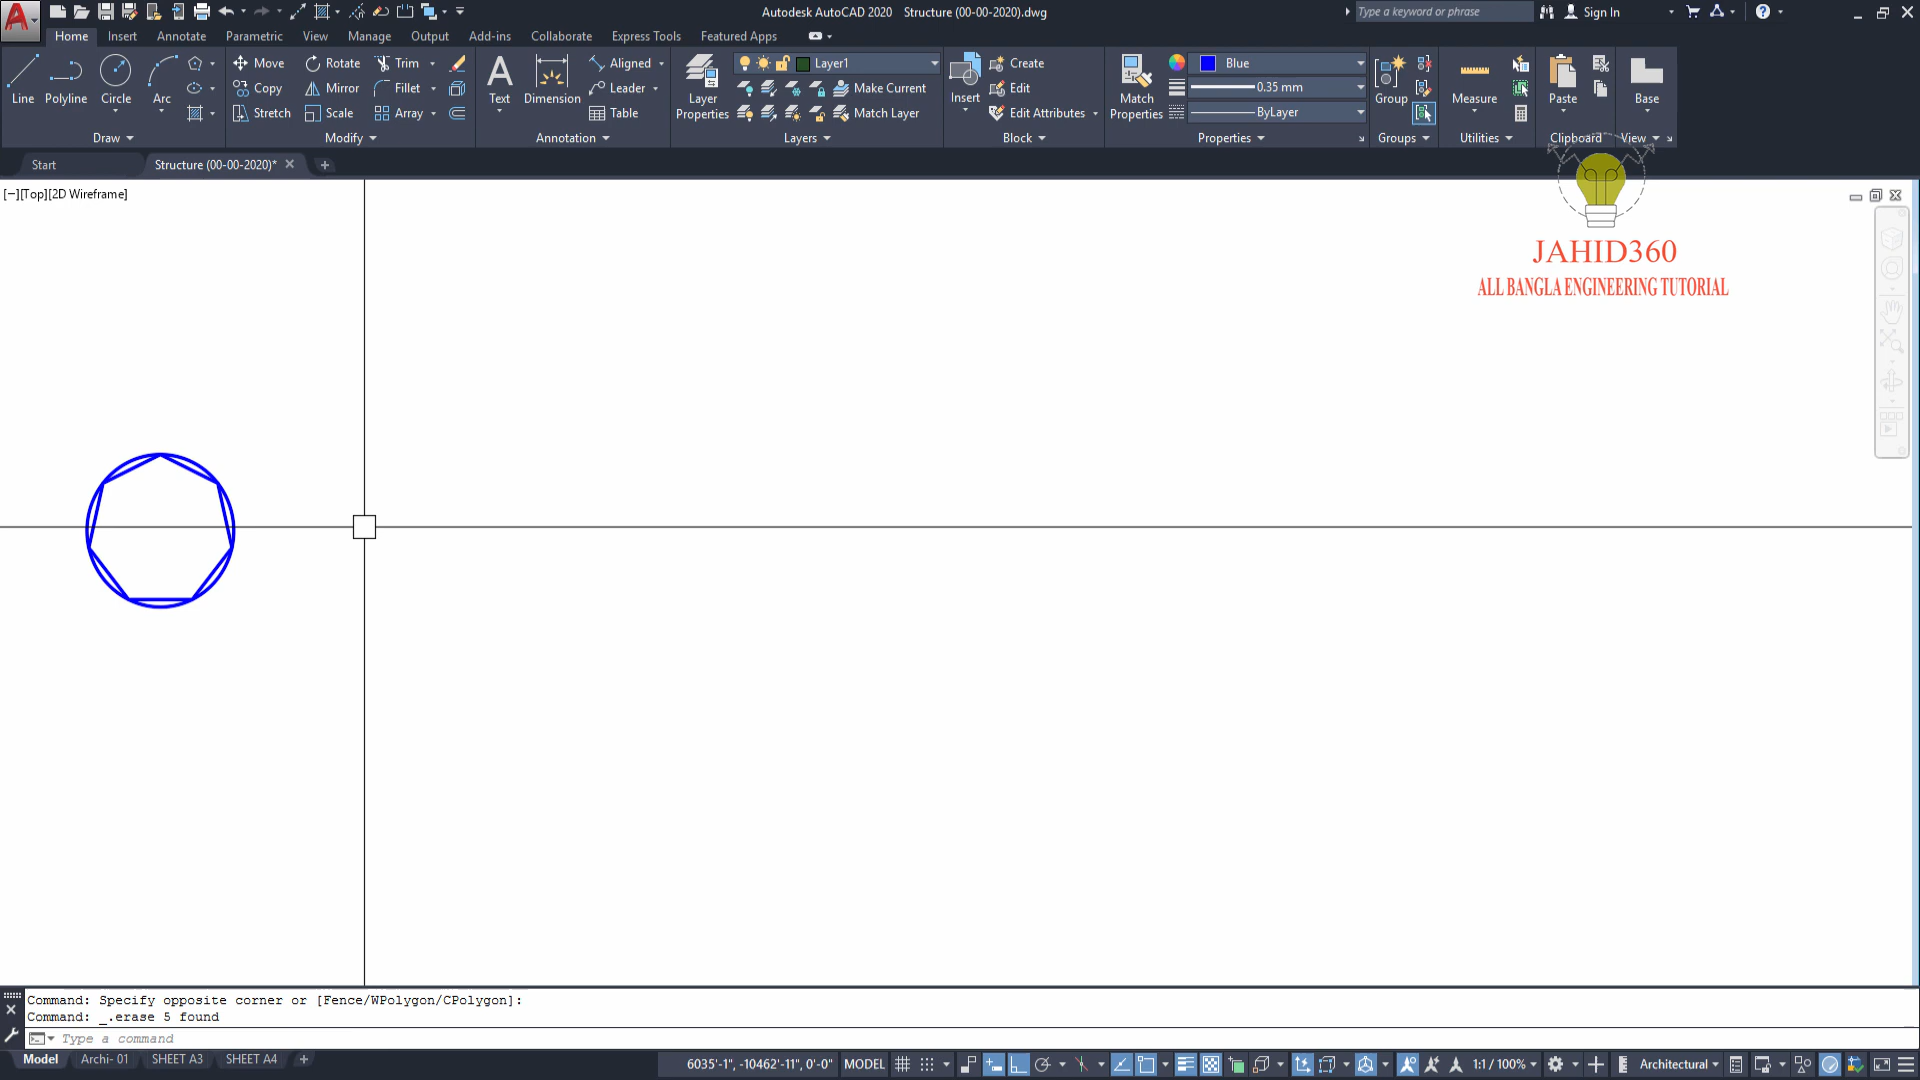 Autodesk AutoCAD 2020 Structure (00-00-2020).dwg
Type a keyword or phrase
Sign In
Home Insert Annotate Parametric View Manage Output Add-ins Collaborate Express Tools Featured Apps
Line Polyline Circle Arc
Move Rotate Trim
Copy Mirror Fillet
Stretch Scale Array
Text Dimension
Aligned
Leader
Table
Layer Properties
Layer1
Make Current
Match Layer
Insert
Create
Edit
Edit Attributes
Match Properties
Blue
0.35 mm
ByLayer
Group
Measure
Paste
Base
Draw Modify Annotation Layers Block Properties Groups Utilities Clipboard View
Start Structure (00-00-2020)*
[−][Top][2D Wireframe]
JAHID360
ALL BANGLA ENGINEERING TUTORIAL
Command: Specify opposite corner or [Fence/WPolygon/CPolygon]:
Command: _.erase 5 found
Type a command
Model Archi- 01 SHEET A3 SHEET A4
6035'-1", -10462'-11", 0'-0" MODEL 1:1 / 100% Architectural